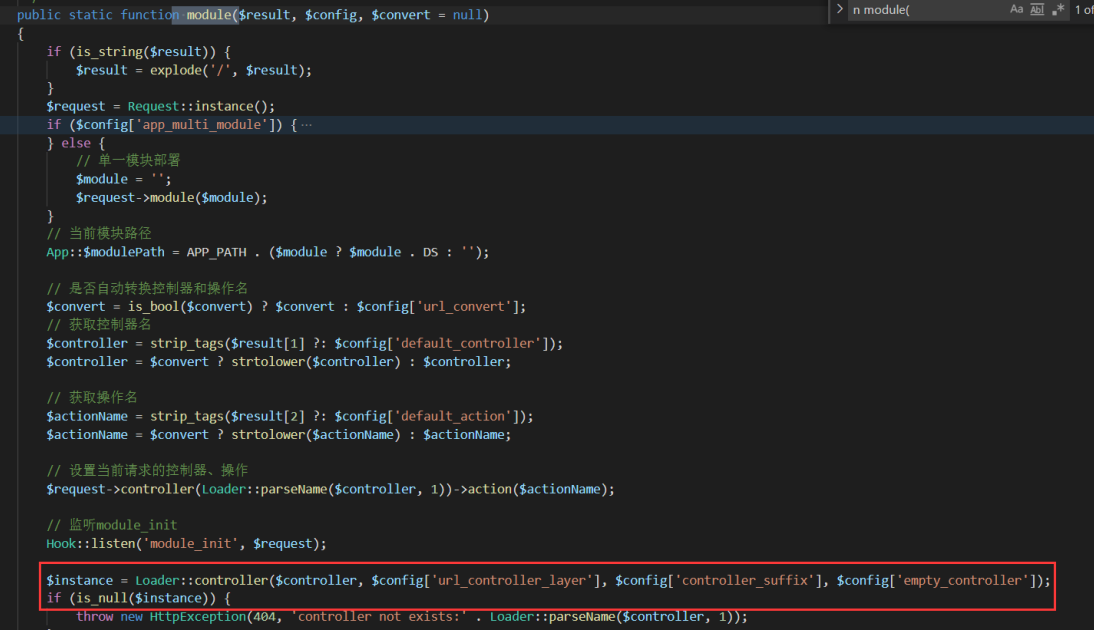 public static function module($result, $config, $convert = null)
n module(
Aa Abl .* 1 of
{
if (is_string($result)) {
$result = explode('/', $result);
}
$request = Request::instance();
if ($config['app_multi_module']) { ···
} else {
// 单一模块部署
$module = '';
$request->module($module);
}
// 当前模块路径
App::$modulePath = APP_PATH . ($module ? $module . DS : '');
// 是否自动转换控制器和操作名
$convert = is_bool($convert) ? $convert : $config['url_convert'];
// 获取控制器名
$controller = strip_tags($result[1] ?: $config['default_controller']);
$controller = $convert ? strtolower($controller) : $controller;
// 获取操作名
$actionName = strip_tags($result[2] ?: $config['default_action']);
$actionName = $convert ? strtolower($actionName) : $actionName;
// 设置当前请求的控制器、操作
$request->controller(Loader::parseName($controller, 1))->action($actionName);
// 监听module_init
Hook::listen('module_init', $request);
$instance = Loader::controller($controller, $config['url_controller_layer'], $config['controller_suffix'], $config['empty_controller']);
if (is_null($instance)) {
throw new HttpException(404, 'controller not exists:' . Loader::parseName($controller, 1));